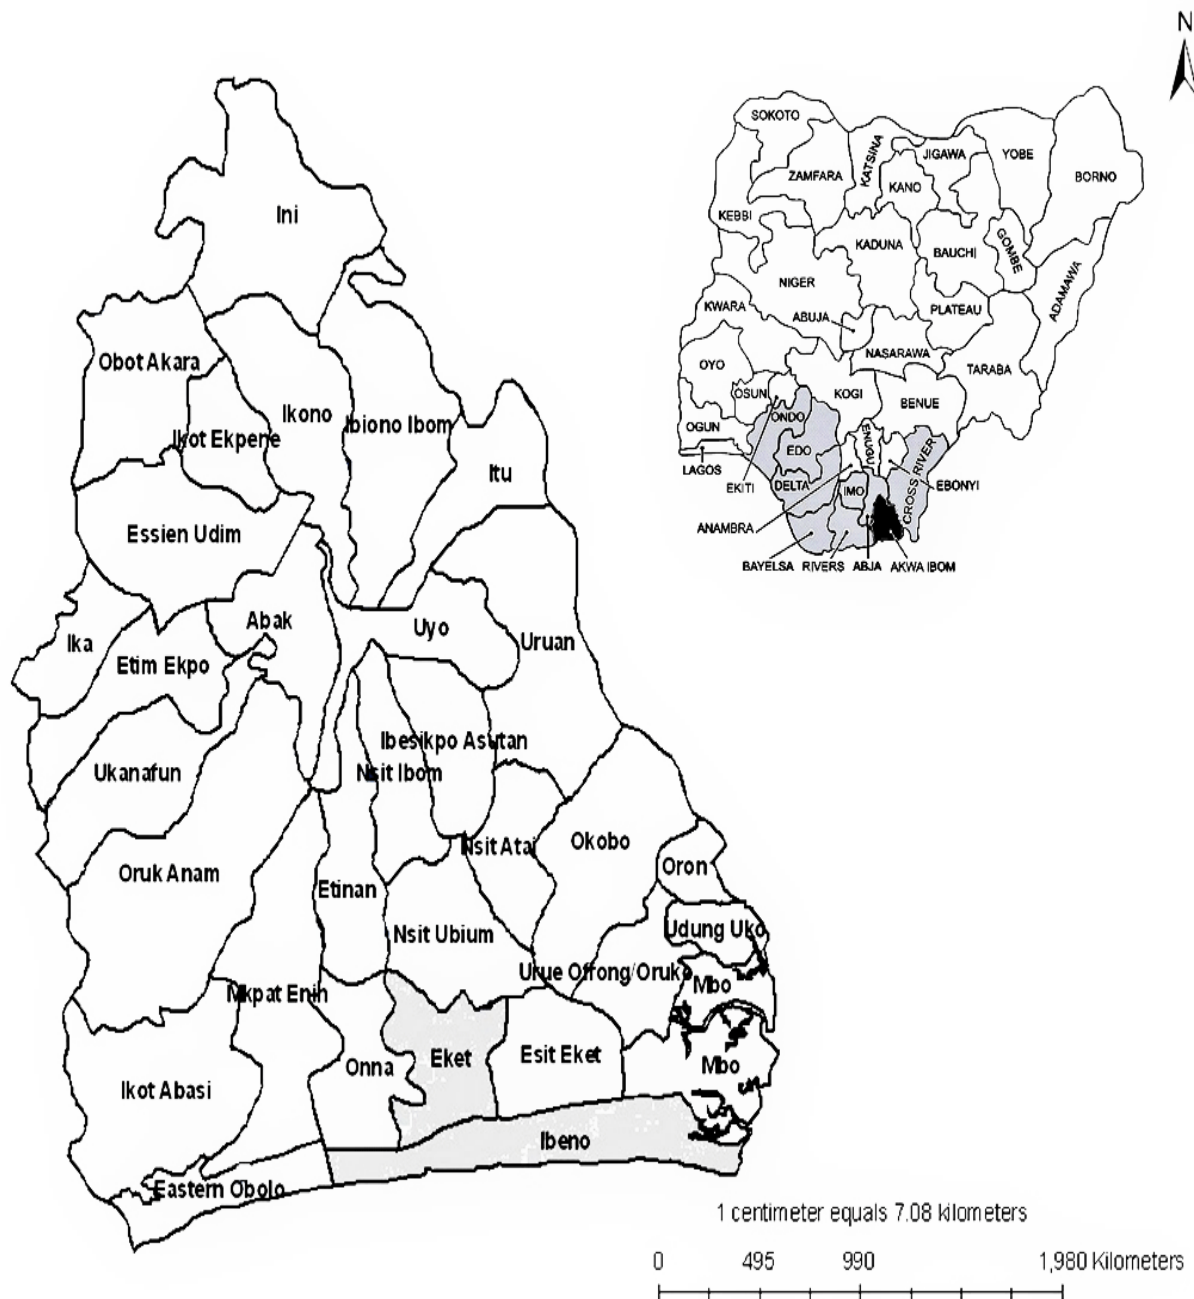 N
SOKOTO
KATSINA
JIGAWA
YOBE
BORNO
ZAMFARA
KANO
KEBBI
KADUNA
BAUCHI
GOMBE
ADAMAWA
NIGER
KWARA
ABUJA
PLATEAU
NASARAWA
TARABA
OYO
OSUN
KOGI
BENUE
ONDO
OGUN
EDO
ENUGU
CROSS RIVER
LAGOS
EKITI
DELTA
IMO
EBONYI
ANAMBRA
BAYELSA
RIVERS
ABJA
AKWA IBOM
Ini
Obot Akara
Ikot Ekpene
Ikono
Ibiono Ibom
Itu
Essien Udim
Abak
Uyo
Uruan
Ika
Etim Ekpo
Ibesikpo Asutan
Nsit Ibom
Ukanafun
Oruk Anam
Etinan
Nsit Atai
Okobo
Oron
Nsit Ubium
Udung Uko
Urue Offong/Oruko
Mbo
Mkpat Enin
Ikot Abasi
Onna
Eket
Esit Eket
Mbo
Ibeno
Eastern Obolo
1 centimeter equals 7.08 kilometers
0 495 990 1,980 Kilometers